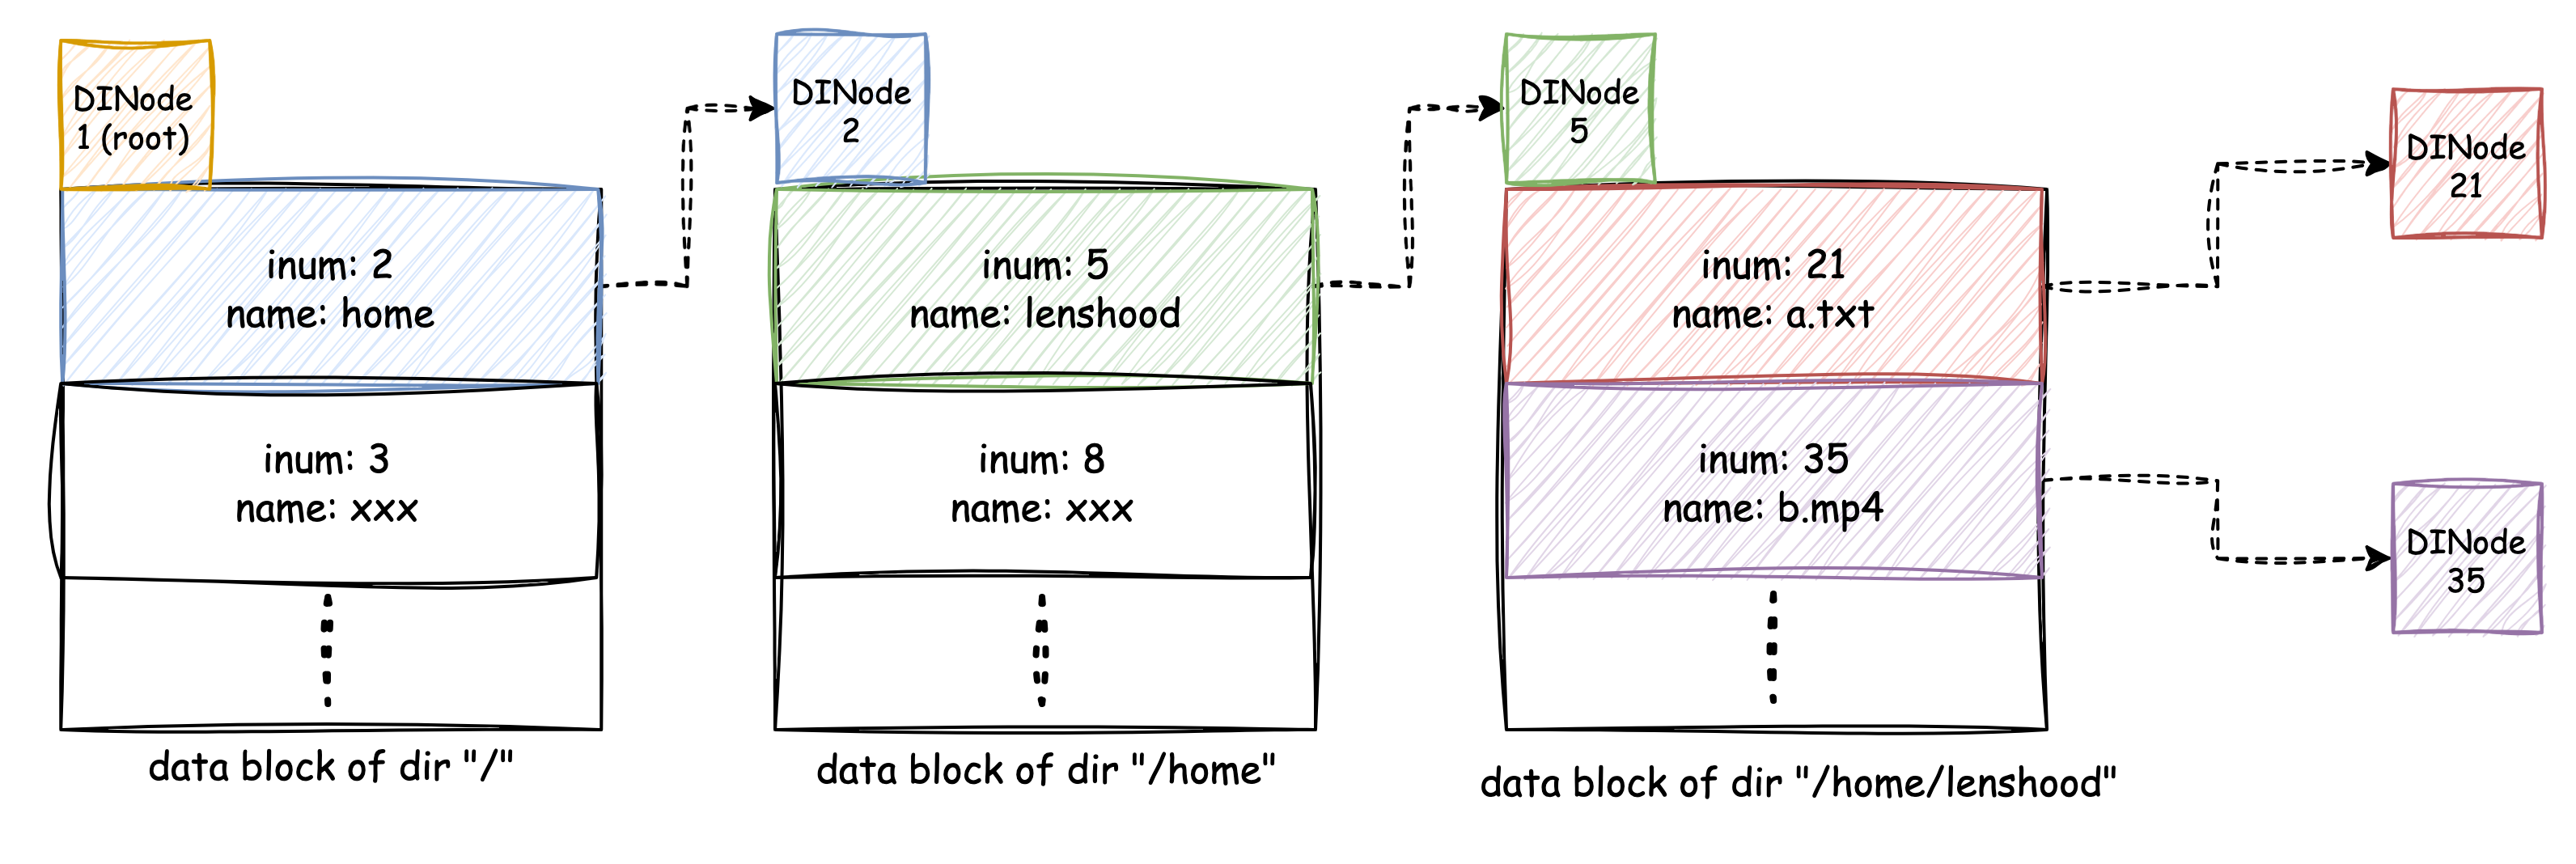 DINode
1 (root)
inum: 2
name: home
inum: 3
name: xxx
data block of dir "/"
DINode
2
inum: 5
name: lenshood
inum: 8
name: xxx
data block of dir "/home"
DINode
5
inum: 21
name: a.txt
inum: 35
name: b.mp4
data block of dir "/home/lenshood"
DINode
21
DINode
35